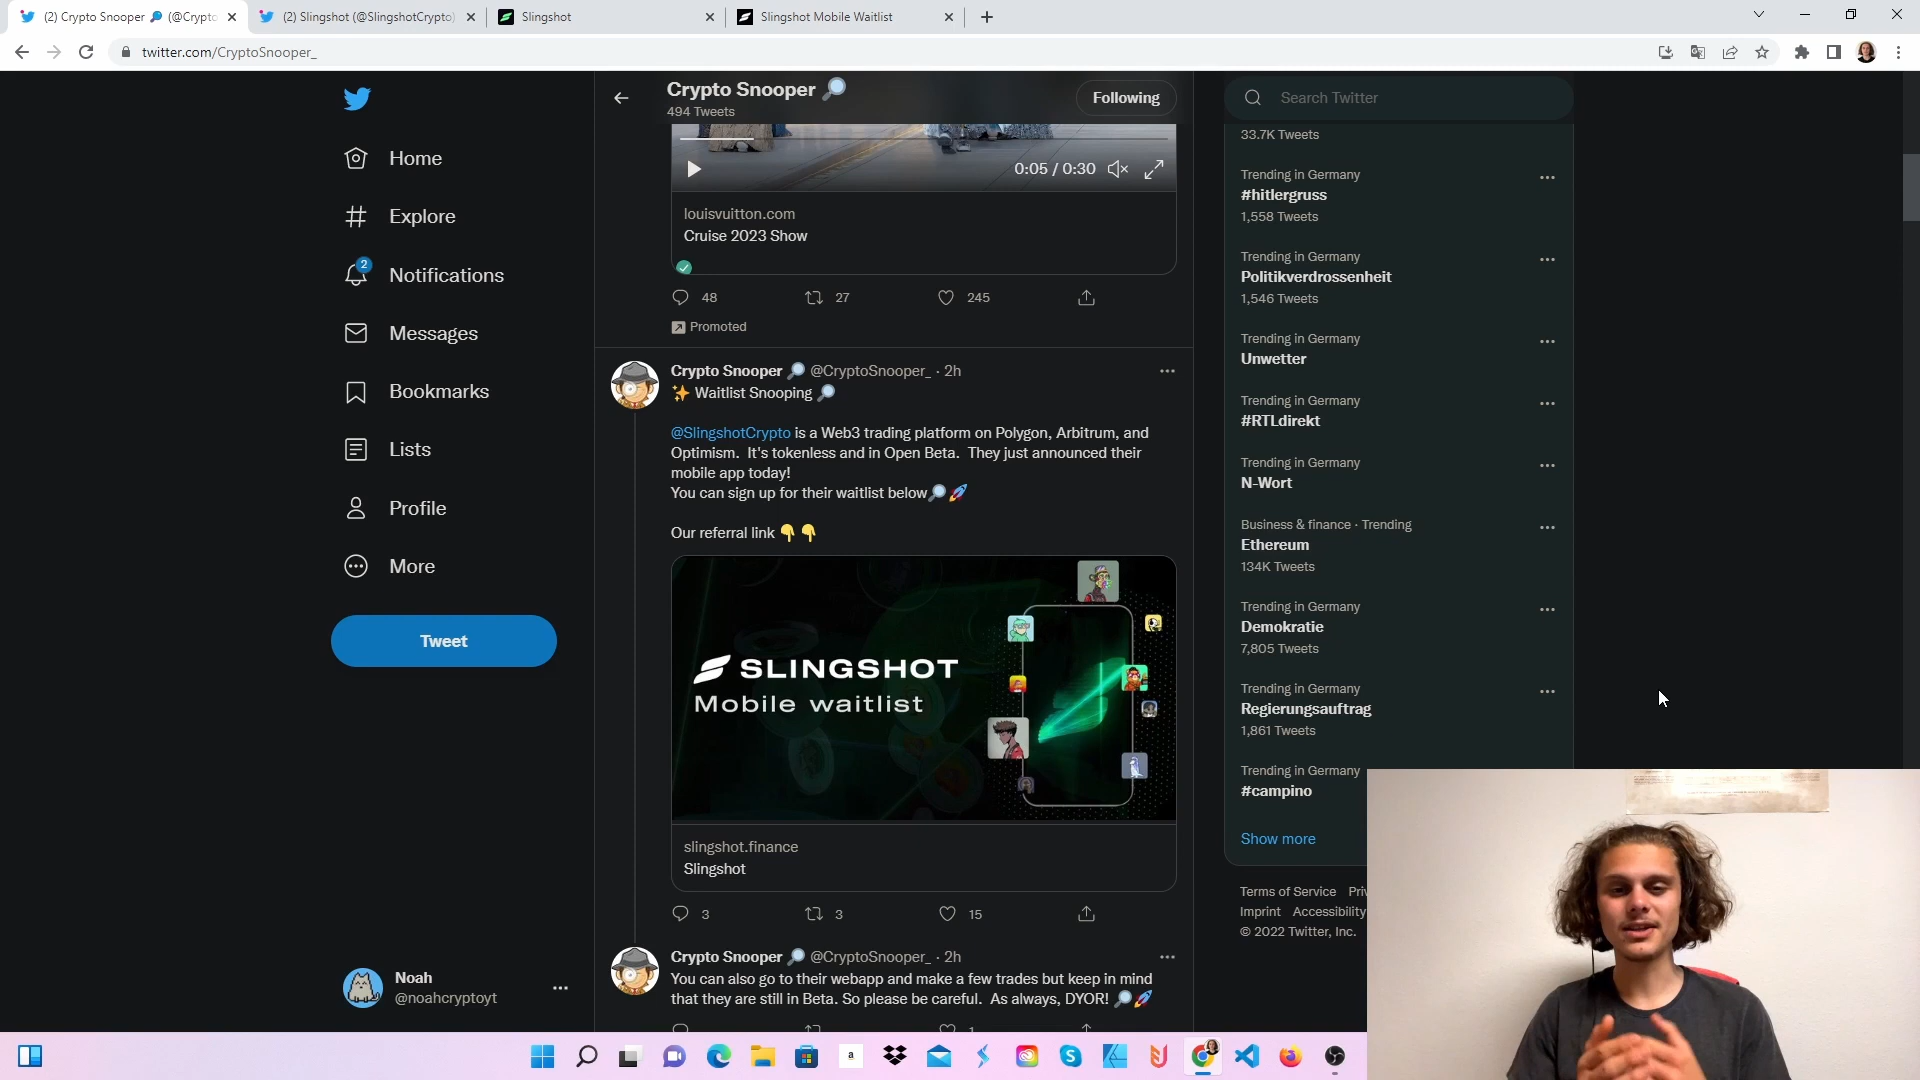 (2) Crypto Snooper 🔎 (@Crypto
(2) Slingshot (@SlingshotCrypto)
Slingshot
Slingshot Mobile Waitlist
twitter.com/CryptoSnooper_
Home
Explore
2
Notifications
Messages
Bookmarks
Lists
Profile
More
Tweet
Noah
@noahcryptoyt
Crypto Snooper 🔎
494 Tweets
Following
0:05 / 0:30
louisvuitton.com
Cruise 2023 Show
48 27 245
Promoted
Crypto Snooper 🔎 @CryptoSnooper_ · 2h
✨ Waitlist Snooping 🔎
@SlingshotCrypto is a Web3 trading platform on Polygon, Arbitrum, and
Optimism. It's tokenless and in Open Beta. They just announced their
mobile app today!
You can sign up for their waitlist below🔎🚀
Our referral link 👇👇
SLINGSHOT
Mobile waitlist
slingshot.finance
Slingshot
3 3 15
Crypto Snooper 🔎 @CryptoSnooper_ · 2h
You can also go to their webapp and make a few trades but keep in mind
that they are still in Beta. So please be careful. As always, DYOR! 🔎🚀
1
Search Twitter
33.7K Tweets
Trending in Germany
#hitlergruss
1,558 Tweets
Trending in Germany
Politikverdrossenheit
1,546 Tweets
Trending in Germany
Unwetter
Trending in Germany
#RTLdirekt
Trending in Germany
N-Wort
Business & finance · Trending
Ethereum
134K Tweets
Trending in Germany
Demokratie
7,805 Tweets
Trending in Germany
Regierungsauftrag
1,861 Tweets
Trending in Germany
#campino
Show more
Terms of Service Priv
Imprint Accessibility
© 2022 Twitter, Inc.
a